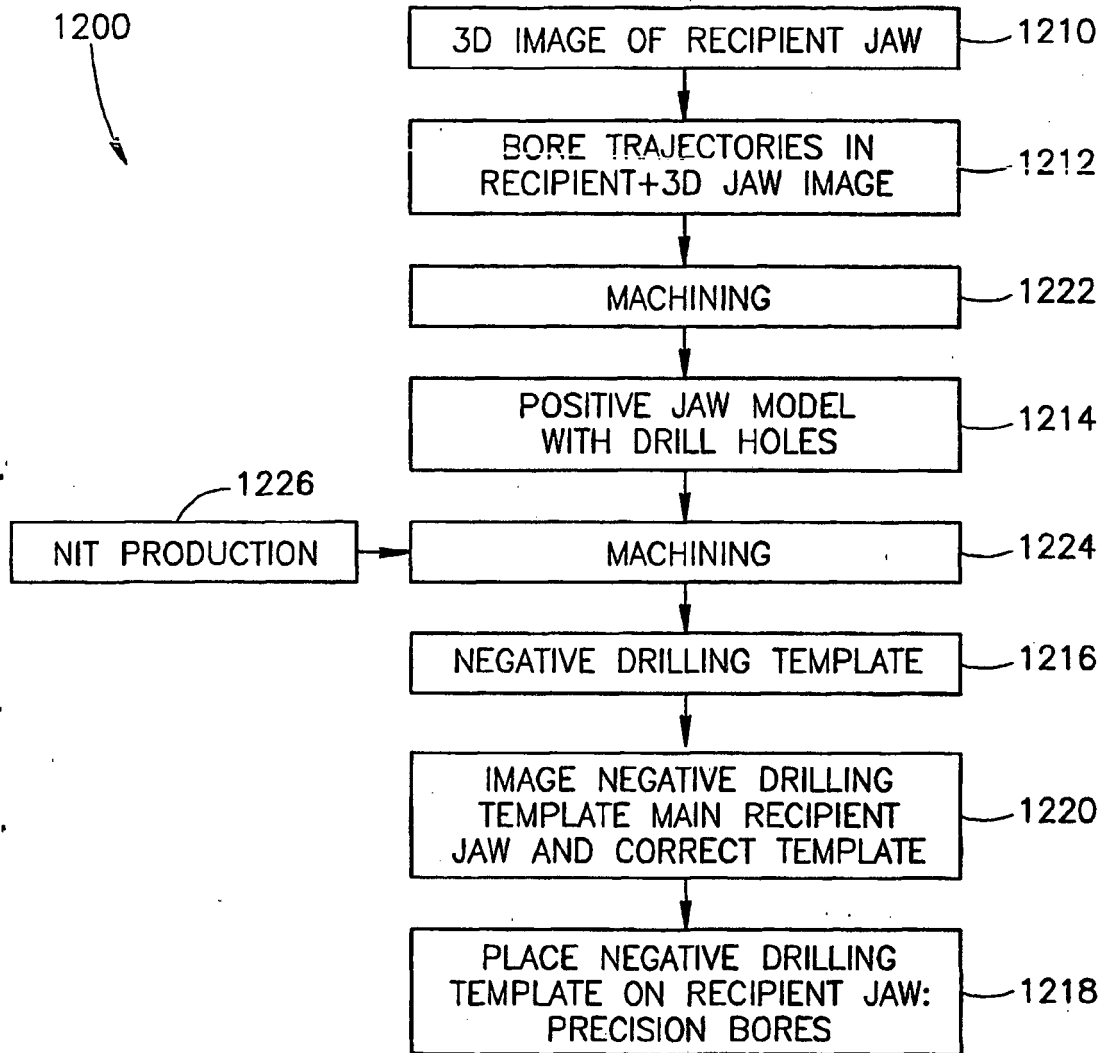 1200
3D IMAGE OF RECIPIENT JAW
1210
BORE TRAJECTORIES IN
RECIPIENT+3D JAW IMAGE
1212
MACHINING
1222
POSITIVE JAW MODEL
WITH DRILL HOLES
1214
1226
NIT PRODUCTION
MACHINING
1224
NEGATIVE DRILLING TEMPLATE
1216
IMAGE NEGATIVE DRILLING
TEMPLATE MAIN RECIPIENT
JAW AND CORRECT TEMPLATE
1220
PLACE NEGATIVE DRILLING
TEMPLATE ON RECIPIENT JAW:
PRECISION BORES
1218